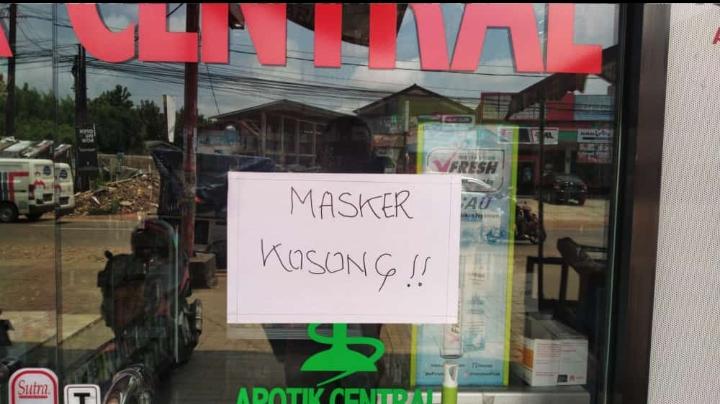 CENTRAL
MASKER
KOSONG !!
FRESH
Sutra
T
APOTIK CENTRAL